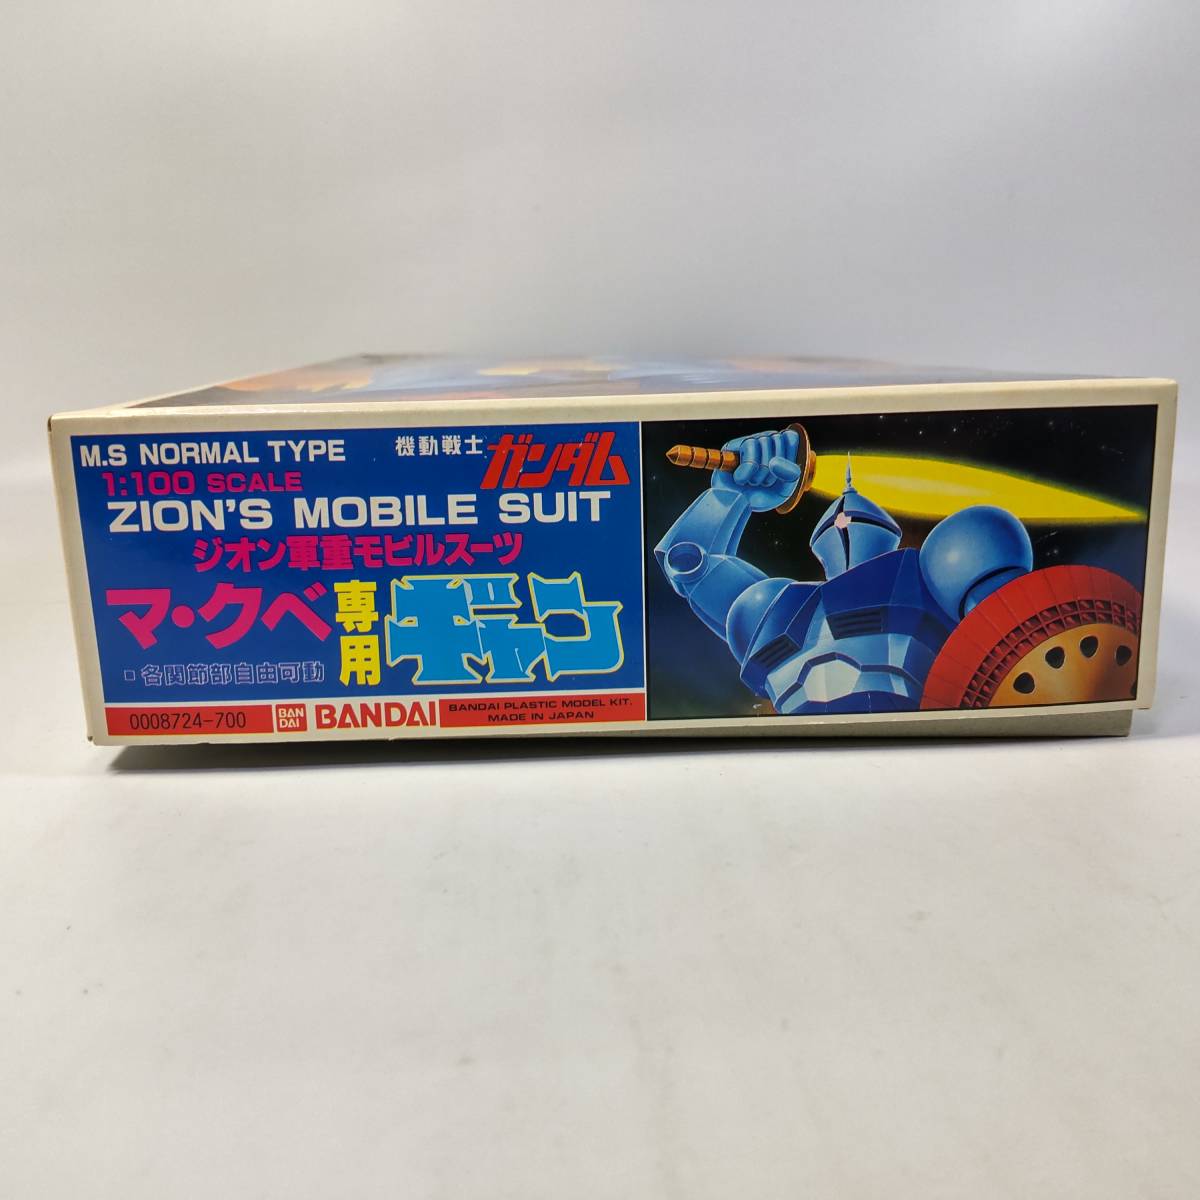 M.S NORMAL TYPE
機動戦士 ガンダム
1:100 SCALE
ZION'S MOBILE SUIT
ジオン軍重モビルスーツ
マ・クベ専用ギャン
■各関節部自由可動
0008724-700
BAN
DAI
BANDAI
BANDAI PLASTIC MODEL KIT.
MADE IN JAPAN